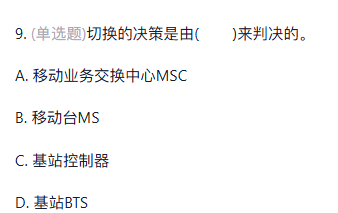 9. (单选题)切换的决策是由(　　)来判决的。
A. 移动业务交换中心MSC
B. 移动台MS
C. 基站控制器
D. 基站BTS